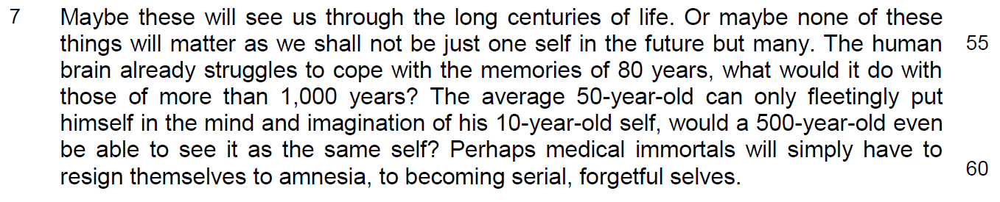 7 Maybe these will see us through the long centuries of life. Or maybe none of these
things will matter as we shall not be just one self in the future but many. The human 55
brain already struggles to cope with the memories of 80 years, what would it do with
those of more than 1,000 years? The average 50-year-old can only fleetingly put
himself in the mind and imagination of his 10-year-old self, would a 500-year-old even
be able to see it as the same self? Perhaps medical immortals will simply have to
resign themselves to amnesia, to becoming serial, forgetful selves. 60